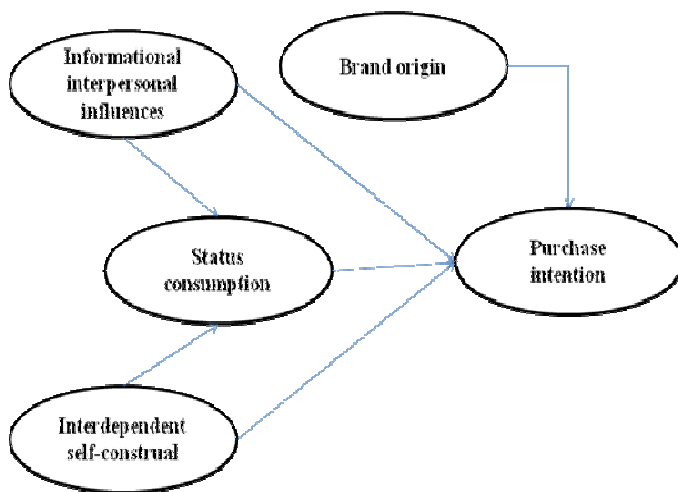 Informational
interpersonal
influences
Brand origin
Status
consumption
Purchase
intention
Interdependent
self-construal